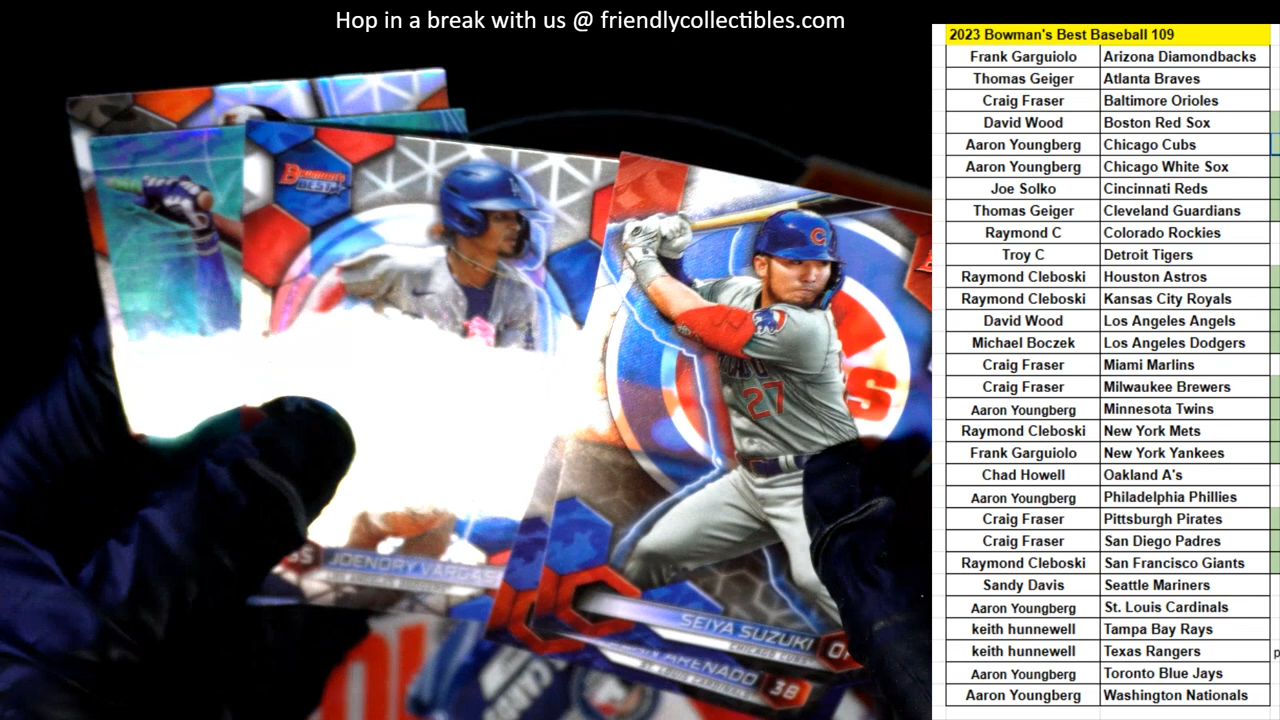 Hop in a break with us @ friendlycollectibles.com
2023 Bowman's Best Baseball 109
Frank Garguiolo Arizona Diamondbacks
Thomas Geiger Atlanta Braves
Craig Fraser Baltimore Orioles
David Wood Boston Red Sox
Aaron Youngberg Chicago Cubs
Aaron Youngberg Chicago White Sox
Joe Solko Cincinnati Reds
Thomas Geiger Cleveland Guardians
Raymond C Colorado Rockies
Troy C Detroit Tigers
Raymond Cleboski Houston Astros
Raymond Cleboski Kansas City Royals
David Wood Los Angeles Angels
Michael Boczek Los Angeles Dodgers
Craig Fraser Miami Marlins
Craig Fraser Milwaukee Brewers
Aaron Youngberg Minnesota Twins
Raymond Cleboski New York Mets
Frank Garguiolo New York Yankees
Chad Howell Oakland A's
Aaron Youngberg Philadelphia Phillies
Craig Fraser Pittsburgh Pirates
Craig Fraser San Diego Padres
Raymond Cleboski San Francisco Giants
Sandy Davis Seattle Mariners
Aaron Youngberg St. Louis Cardinals
keith hunnewell Tampa Bay Rays
keith hunnewell Texas Rangers
p
Aaron Youngberg Toronto Blue Jays
Aaron Youngberg Washington Nationals
Bowman's
BEST
C
27
S
JOENDRY VARGAS
SEIYA SUZUKI
CHICAGO CUBS
ARENADO
ST. LOUIS CARDINALS
3B